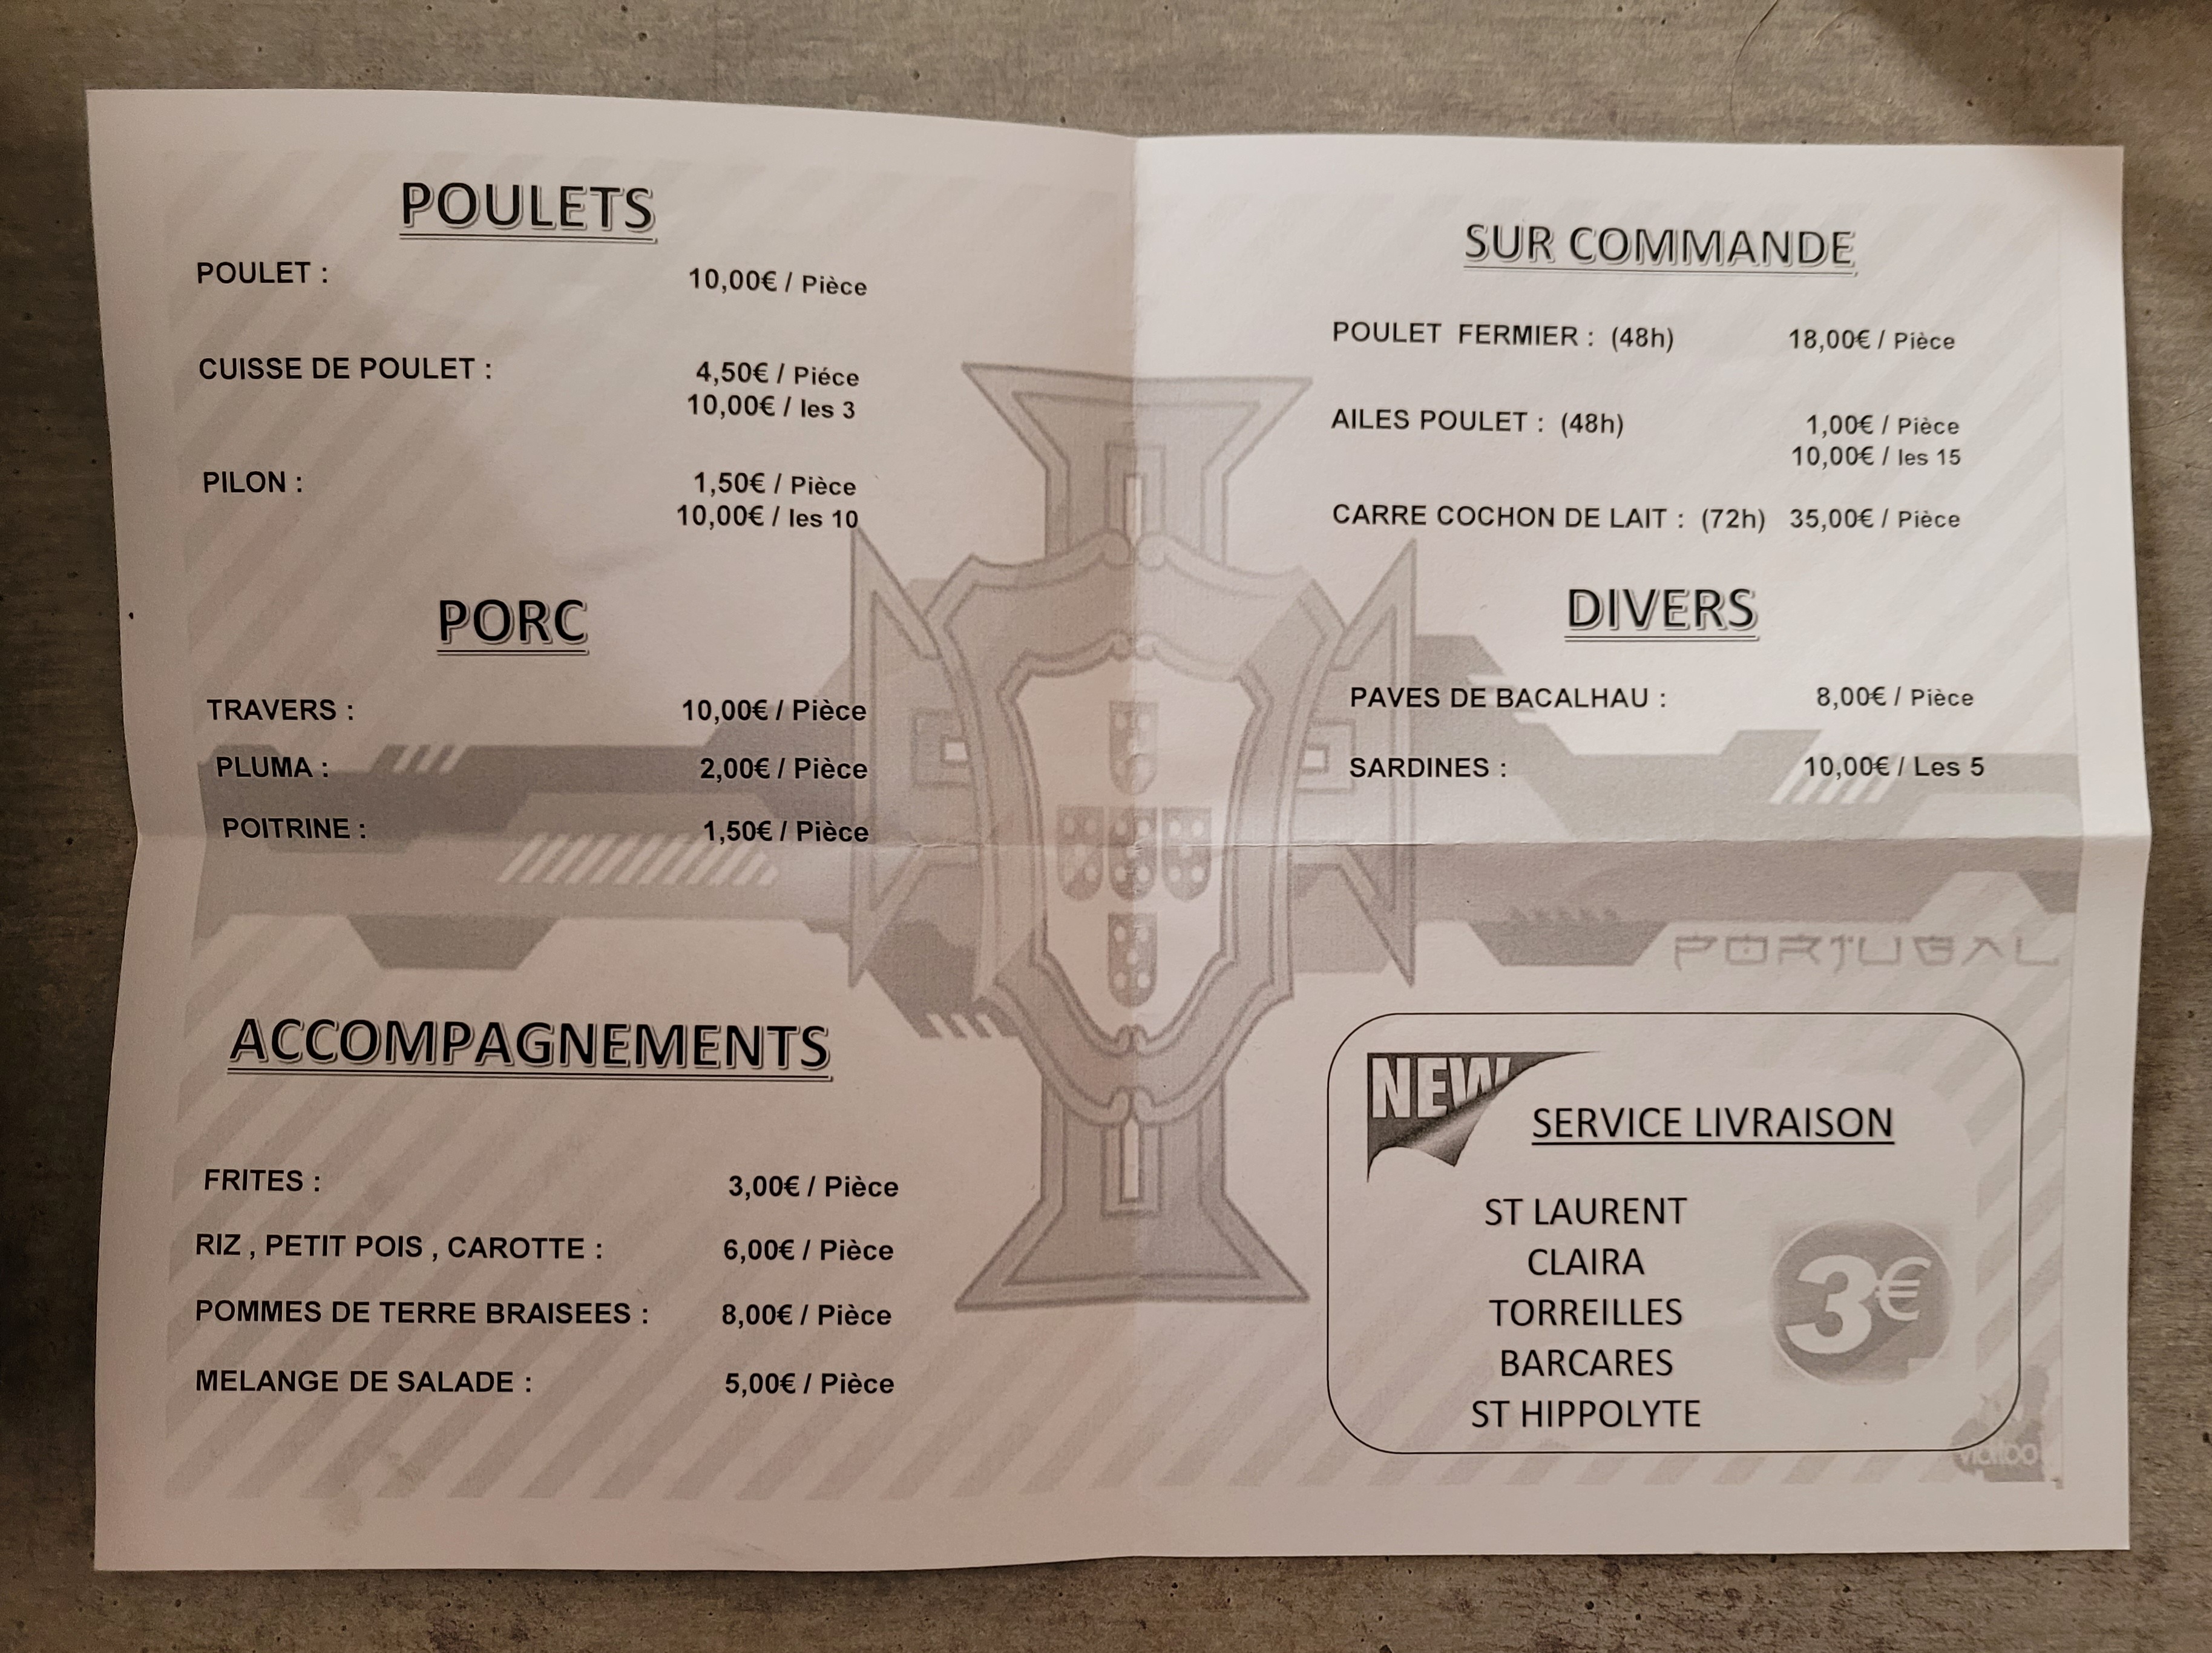 POULETS
POULET : 10,00€ / Pièce
CUISSE DE POULET : 4,50€ / Piéce
10,00€ / les 3
PILON : 1,50€ / Pièce
10,00€ / les 10
PORC
TRAVERS : 10,00€ / Pièce
PLUMA : 2,00€ / Pièce
POITRINE : 1,50€ / Pièce
ACCOMPAGNEMENTS
FRITES : 3,00€ / Pièce
RIZ , PETIT POIS , CAROTTE : 6,00€ / Pièce
POMMES DE TERRE BRAISEES : 8,00€ / Pièce
MELANGE DE SALADE : 5,00€ / Pièce
SUR COMMANDE
POULET FERMIER : (48h) 18,00€ / Pièce
AILES POULET : (48h) 1,00€ / Pièce
10,00€ / les 15
CARRE COCHON DE LAIT : (72h) 35,00€ / Pièce
DIVERS
PAVES DE BACALHAU : 8,00€ / Pièce
SARDINES : 10,00€ / Les 5
PORTUGAL
NEW
SERVICE LIVRAISON
ST LAURENT
CLAIRA
TORREILLES
BARCARES
ST HIPPOLYTE
3€